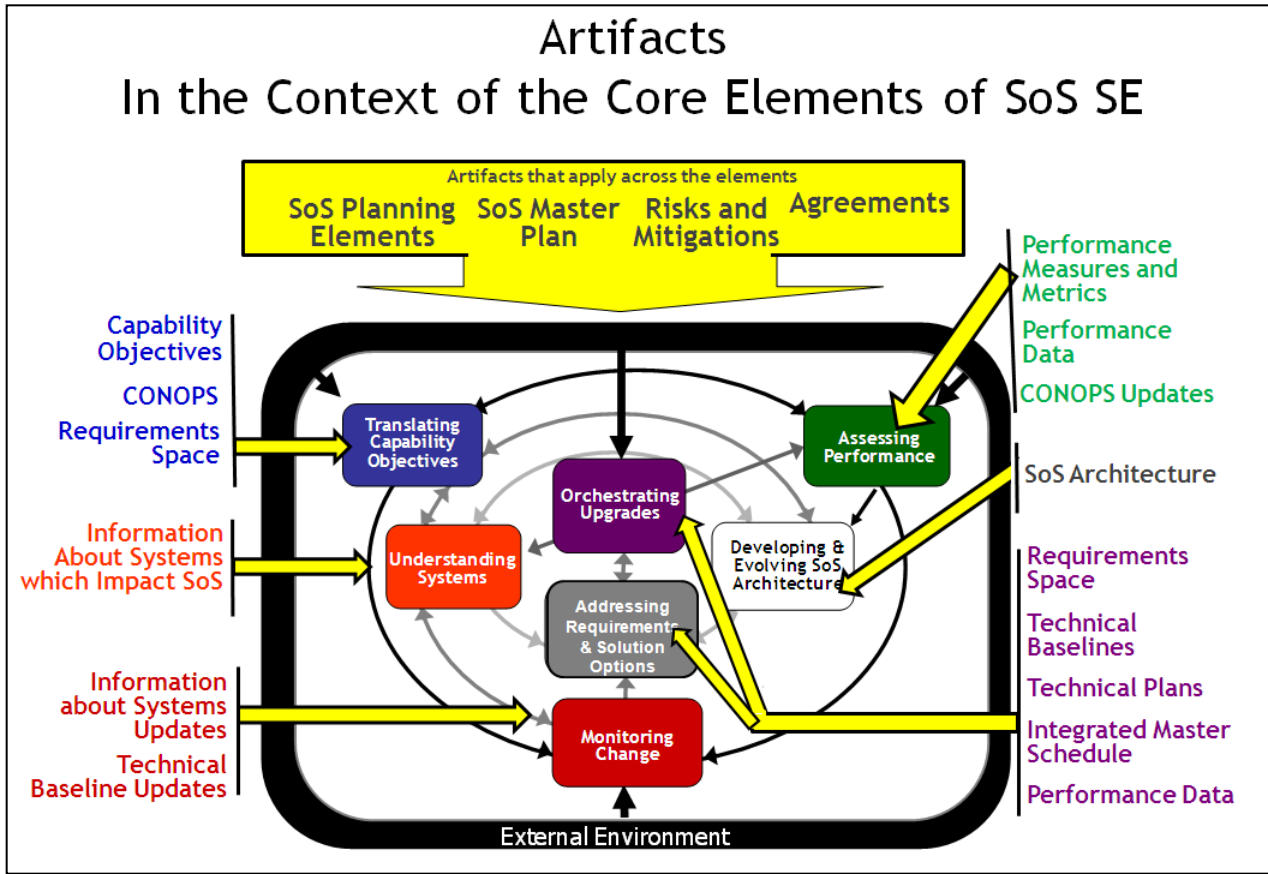 Artifacts
In the Context of the Core Elements of SoS SE
Artifacts that apply across the elements
SoS Planning
Elements
SoS Master
Plan
Risks and
Mitigations
Agreements
Capability
Objectives
CONOPS
Requirements
Space
Information
About Systems
which Impact SoS
Information
about Systems
Updates
Technical
Baseline Updates
Translating
Capability
Objectives
Assessing
Performance
Orchestrating
Upgrades
Understanding
Systems
Developing &
Evolving SoS
Architecture
Addressing
Requirements
& Solution
Options
Monitoring
Change
External Environment
Performance
Measures and
Metrics
Performance
Data
CONOPS Updates
SoS Architecture
Requirements
Space
Technical
Baselines
Technical Plans
Integrated Master
Schedule
Performance Data